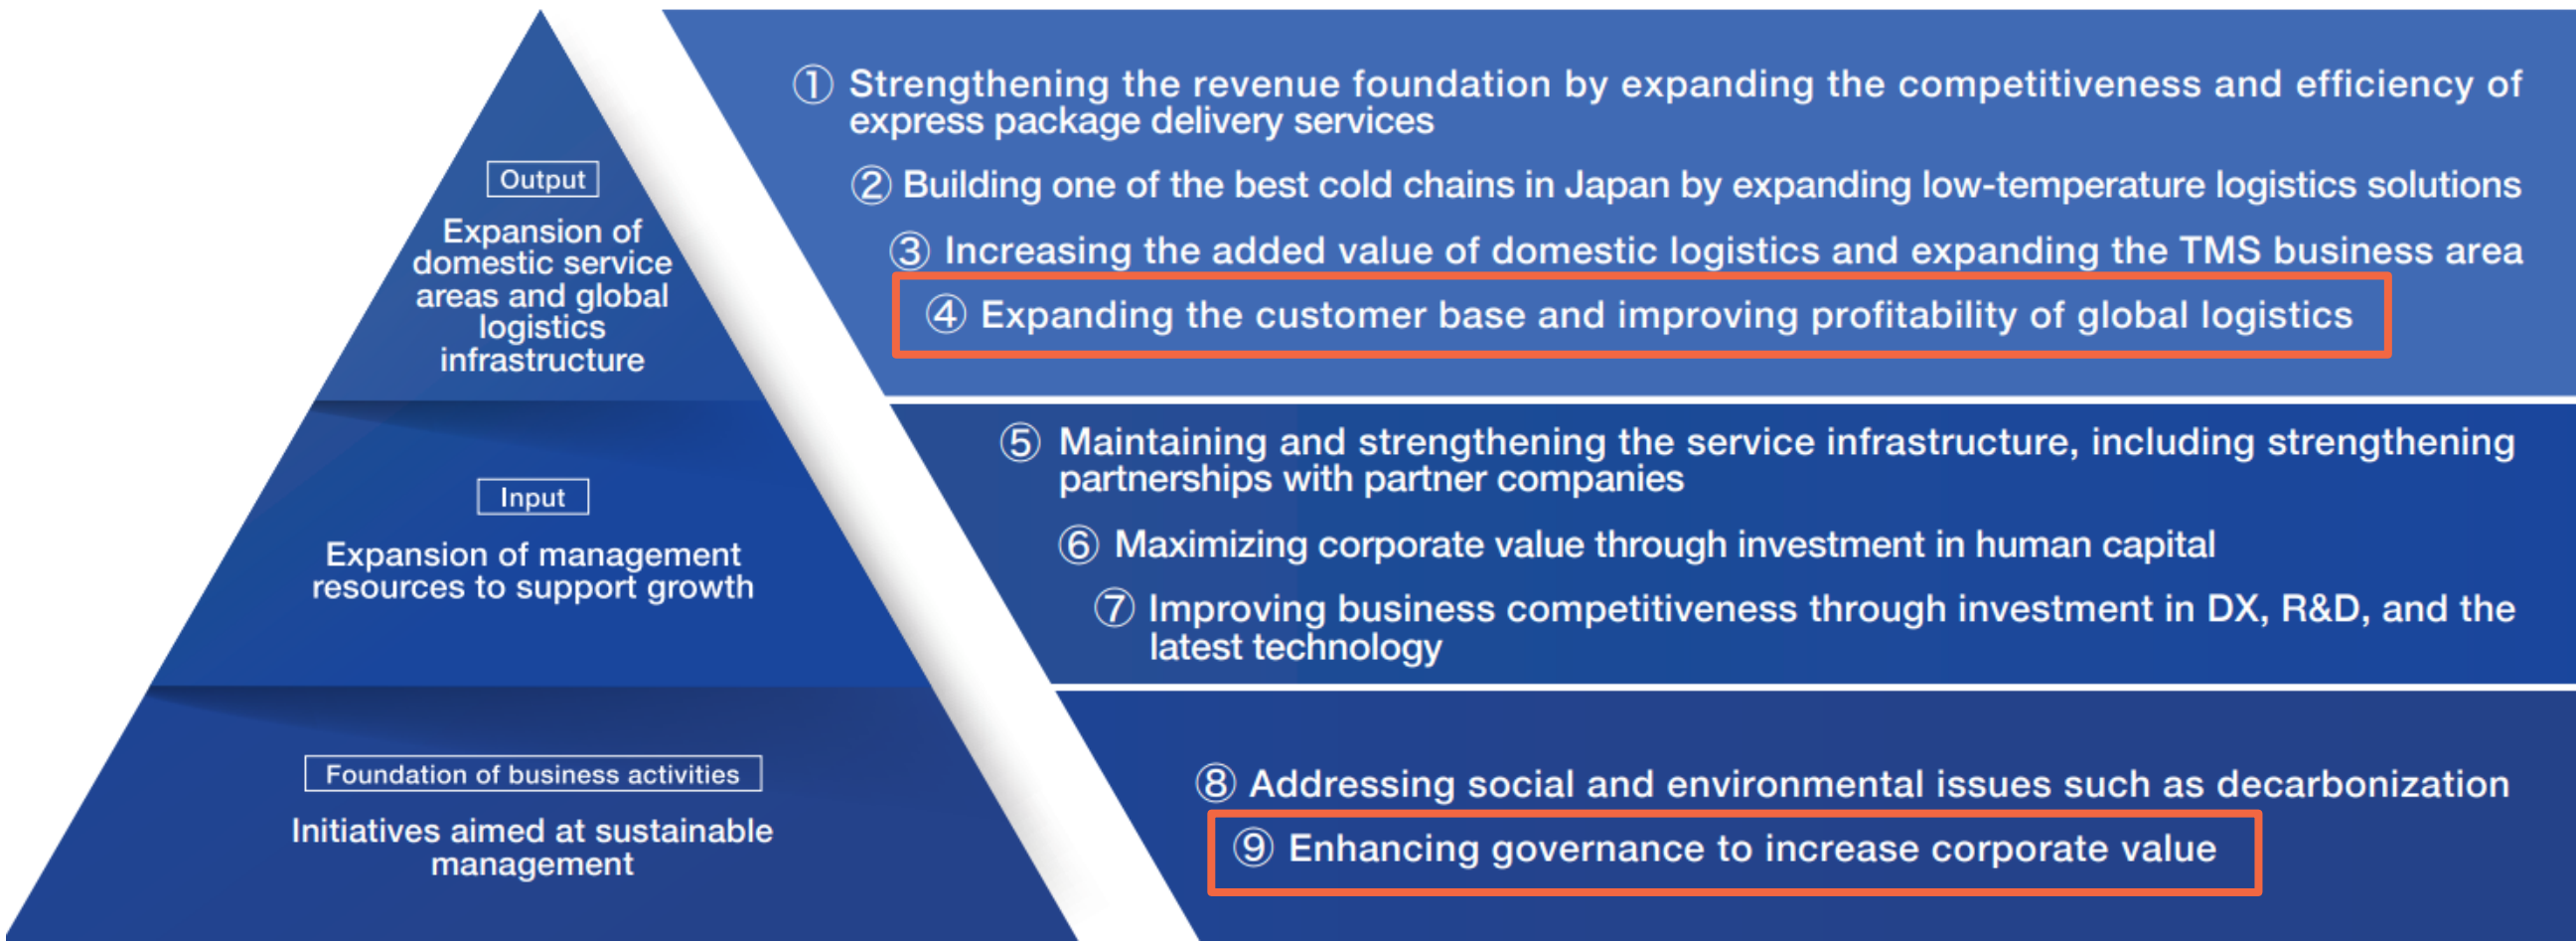 Output
Expansion of
domestic service
areas and global
logistics
infrastructure
① Strengthening the revenue foundation by expanding the competitiveness and efficiency of
express package delivery services
② Building one of the best cold chains in Japan by expanding low-temperature logistics solutions
③ Increasing the added value of domestic logistics and expanding the TMS business area
④ Expanding the customer base and improving profitability of global logistics
Input
Expansion of management
resources to support growth
⑤ Maintaining and strengthening the service infrastructure, including strengthening
partnerships with partner companies
⑥ Maximizing corporate value through investment in human capital
⑦ Improving business competitiveness through investment in DX, R&D, and the
latest technology
Foundation of business activities
Initiatives aimed at sustainable
management
⑧ Addressing social and environmental issues such as decarbonization
⑨ Enhancing governance to increase corporate value